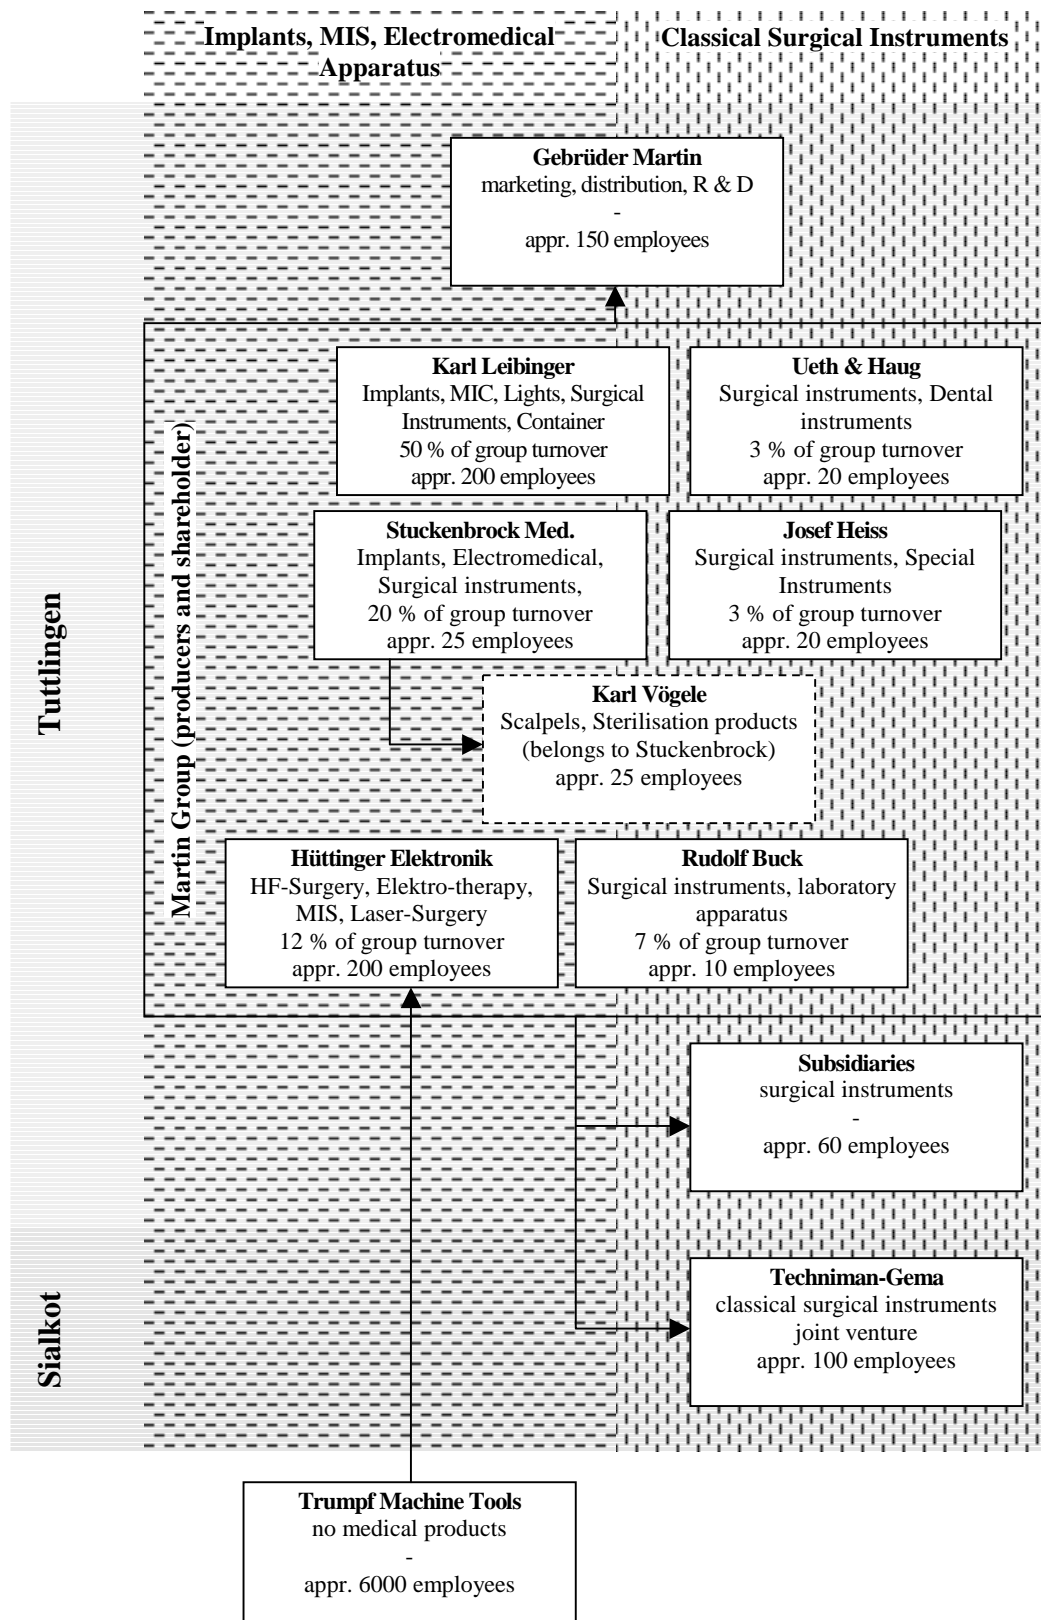 Implants, MIS, Electromedical
Apparatus
Classical Surgical Instruments
Gebrüder Martin
marketing, distribution, R & D
-
appr. 150 employees
Tuttlingen
Martin Group (producers and shareholder)
Karl Leibinger
Implants, MIC, Lights, Surgical
Instruments, Container
50 % of group turnover
appr. 200 employees
Ueth & Haug
Surgical instruments, Dental
instruments
3 % of group turnover
appr. 20 employees
Stuckenbrock Med.
Implants, Electromedical,
Surgical instruments,
20 % of group turnover
appr. 25 employees
Josef Heiss
Surgical instruments, Special
Instruments
3 % of group turnover
appr. 20 employees
Karl Vögele
Scalpels, Sterilisation products
(belongs to Stuckenbrock)
appr. 25 employees
Hüttinger Elektronik
HF-Surgery, Elektro-therapy,
MIS, Laser-Surgery
12 % of group turnover
appr. 200 employees
Rudolf Buck
Surgical instruments, laboratory
apparatus
7 % of group turnover
appr. 10 employees
Subsidiaries
surgical instruments
-
appr. 60 employees
Sialkot
Techniman-Gema
classical surgical instruments
joint venture
appr. 100 employees
Trumpf Machine Tools
no medical products
-
appr. 6000 employees